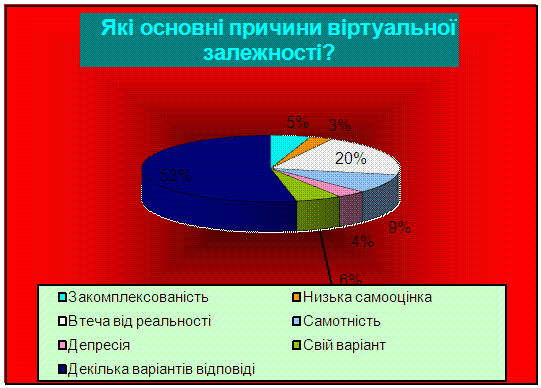 Які основні причини віртуальної
залежності?
5%
3%
20%
9%
4%
6%
53%
Закомплексованість
Низька самооцінка
Втеча від реальності
Самотність
Депресія
Свій варіант
Декілька варіантів відповіді